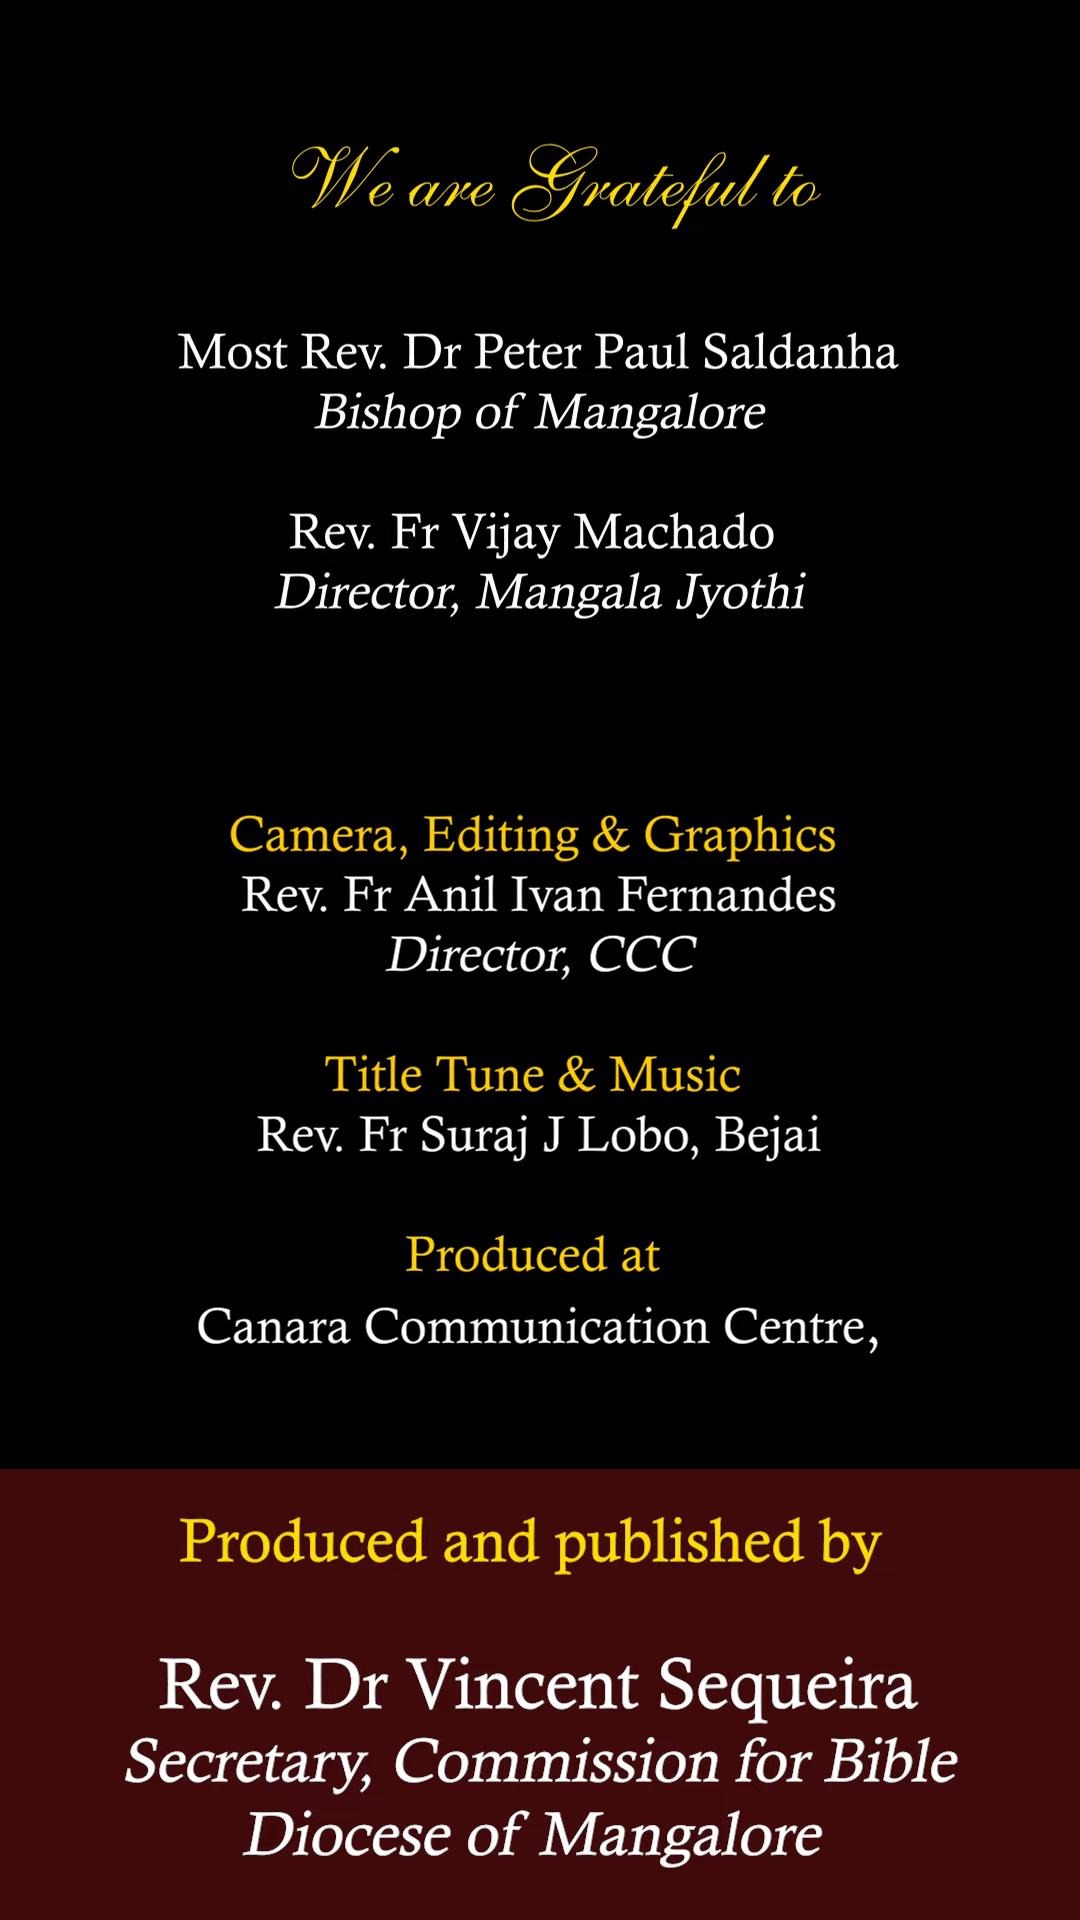 We are Grateful to
Most Rev. Dr Peter Paul Saldanha
Bishop of Mangalore
Rev. Fr Vijay Machado
Director, Mangala Jyothi
Camera, Editing & Graphics
Rev. Fr Anil Ivan Fernandes
Director, CCC
Title Tune & Music
Rev. Fr Suraj J Lobo, Bejai
Produced at
Canara Communication Centre,
Produced and published by
Rev. Dr Vincent Sequeira
Secretary, Commission for Bible
Diocese of Mangalore